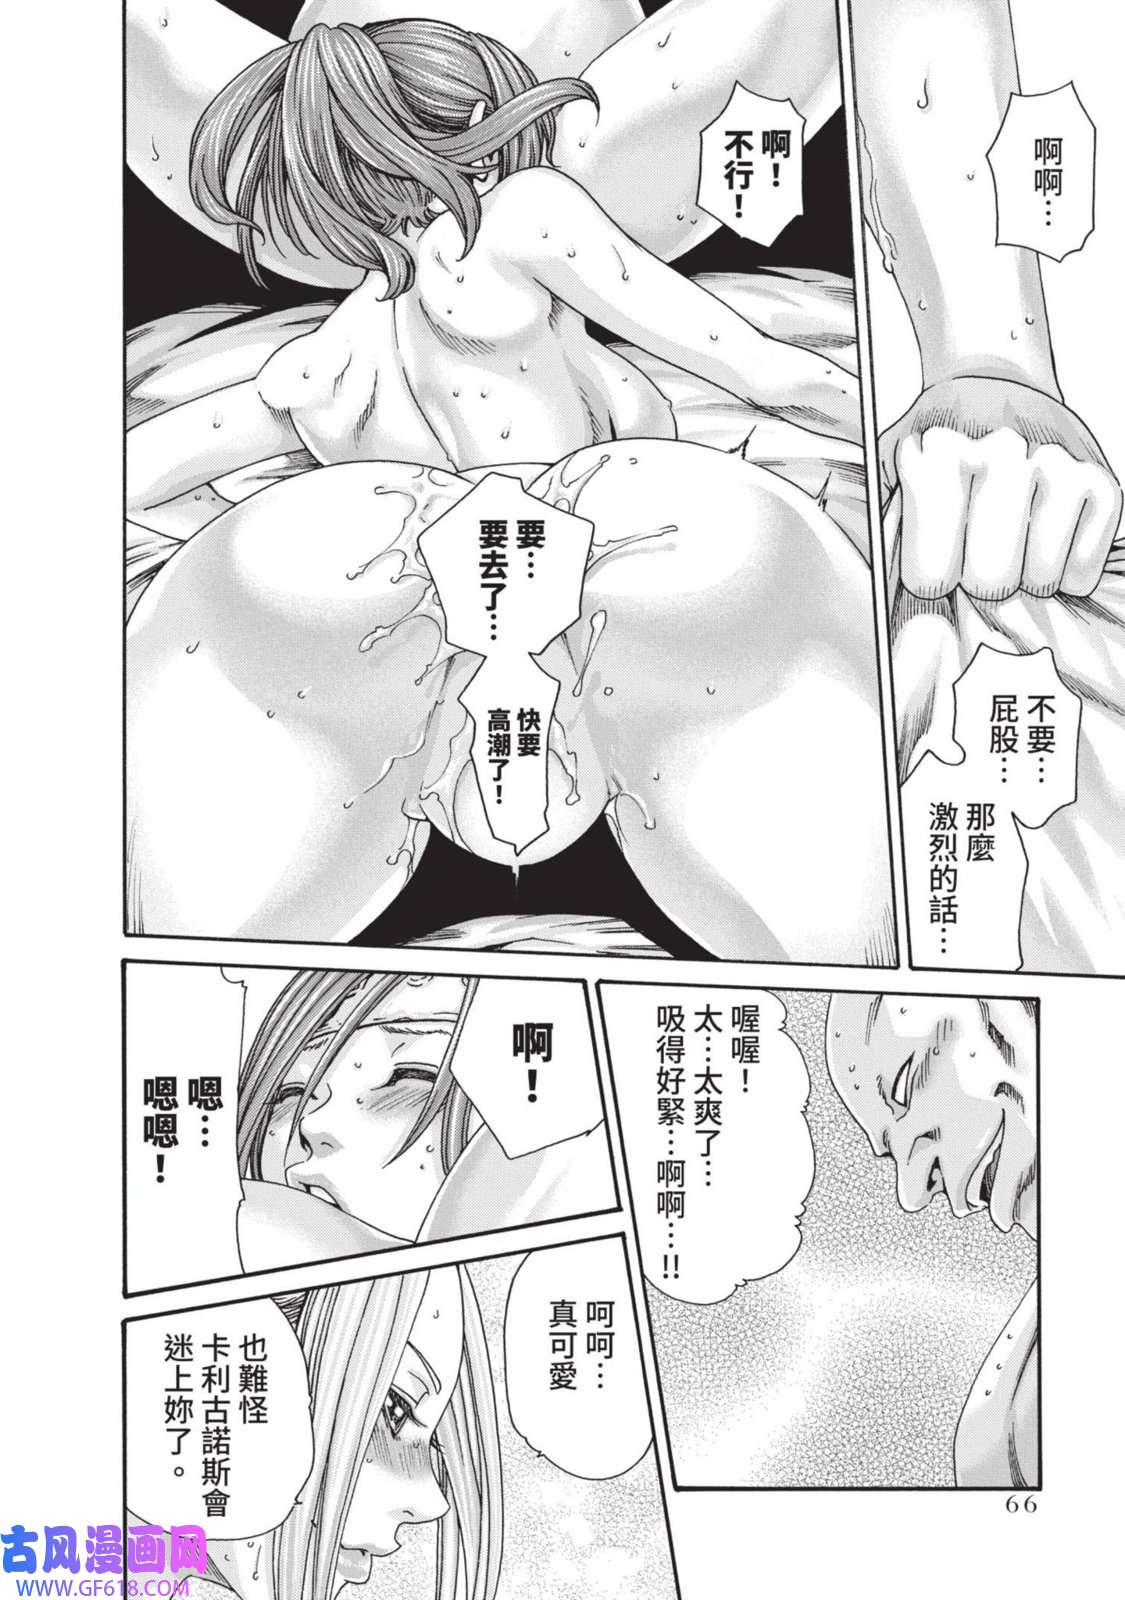 啊啊…
啊！
不行！
要…
要去了…
快要
高潮了！
不要…
屁股…
那麼
激烈的話…
喔喔！
太…太爽了…
吸得好緊…啊啊…!!
啊！
嗯…
嗯嗯！
呵呵…
真可愛
也難怪
卡利古諾斯會
迷上妳了。
66
古风漫画网
WWW.GF618.COM